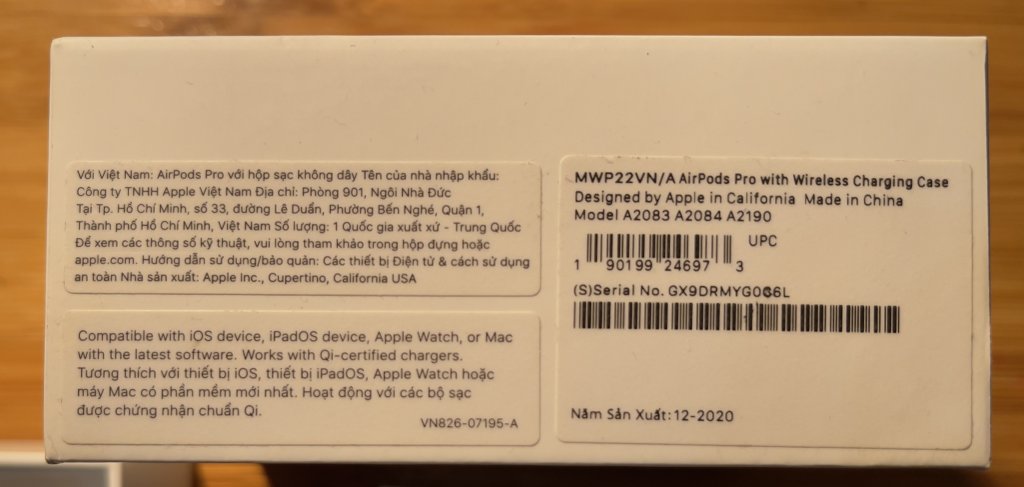 Với Việt Nam: AirPods Pro với hộp sạc không dây Tên của nhà nhập khẩu:
Công ty TNHH Apple Việt Nam Địa chỉ: Phòng 901, Ngôi Nhà Đức
Tại Tp. Hồ Chí Minh, số 33, đường Lê Duẩn, Phường Bến Nghé, Quận 1,
Thành phố Hồ Chí Minh, Việt Nam Số lượng: 1 Quốc gia xuất xứ - Trung Quốc
Để xem các thông số kỹ thuật, vui lòng tham khảo trong hộp đựng hoặc
apple.com. Hướng dẫn sử dụng/bảo quản: Các thiết bị Điện tử & cách sử dụng
an toàn Nhà sản xuất: Apple Inc., Cupertino, California USA
Compatible with iOS device, iPadOS device, Apple Watch, or Mac
with the latest software. Works with Qi-certified chargers.
Tương thích với thiết bị iOS, thiết bị iPadOS, Apple Watch hoặc
máy Mac có phần mềm mới nhất. Hoạt động với các bộ sạc
được chứng nhận chuẩn Qi.
VN826-07195-A
MWP22VN/A AirPods Pro with Wireless Charging Case
Designed by Apple in California Made in China
Model A2083 A2084 A2190
UPC
1 90199 24697 3
(S)Serial No. GX9DRMYG0C6L
Năm Sản Xuất: 12-2020